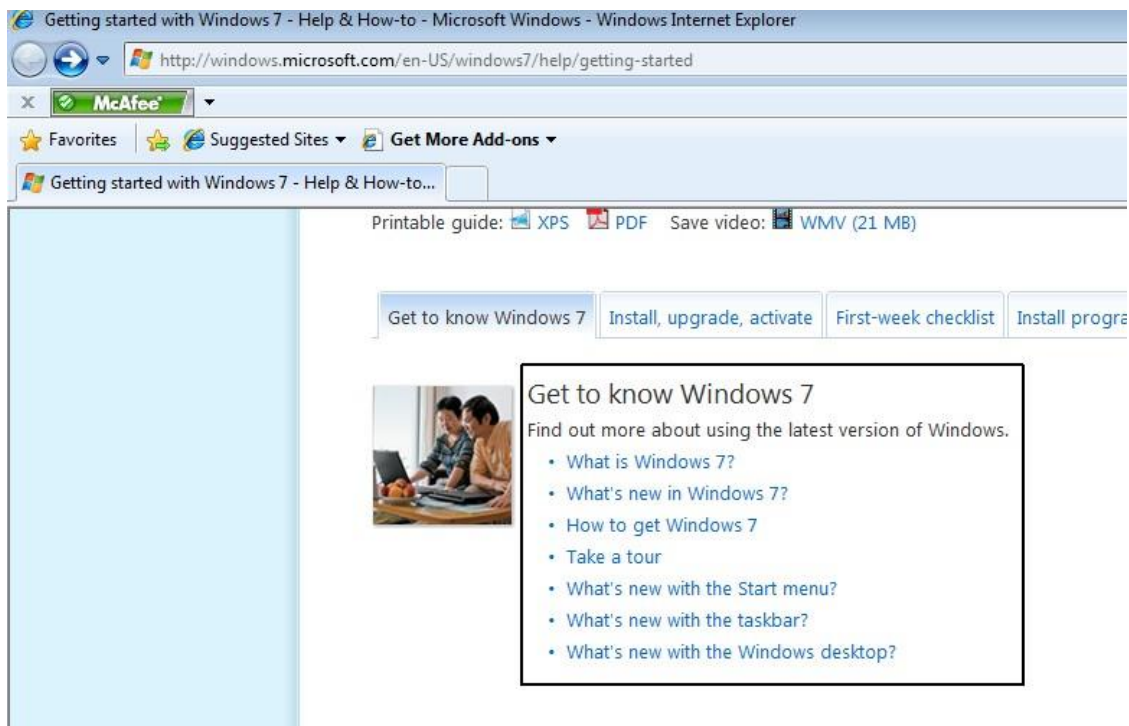 Getting started with Windows 7 - Help & How-to - Microsoft Windows - Windows Internet Explorer
http://windows.microsoft.com/en-US/windows7/help/getting-started
X McAfee
Favorites Suggested Sites Get More Add-ons
Getting started with Windows 7 - Help & How-to...
Printable guide: XPS PDF Save video: WMV (21 MB)
Get to know Windows 7 Install, upgrade, activate First-week checklist Install progra
Get to know Windows 7
Find out more about using the latest version of Windows.
• What is Windows 7?
• What's new in Windows 7?
• How to get Windows 7
• Take a tour
• What's new with the Start menu?
• What's new with the taskbar?
• What's new with the Windows desktop?